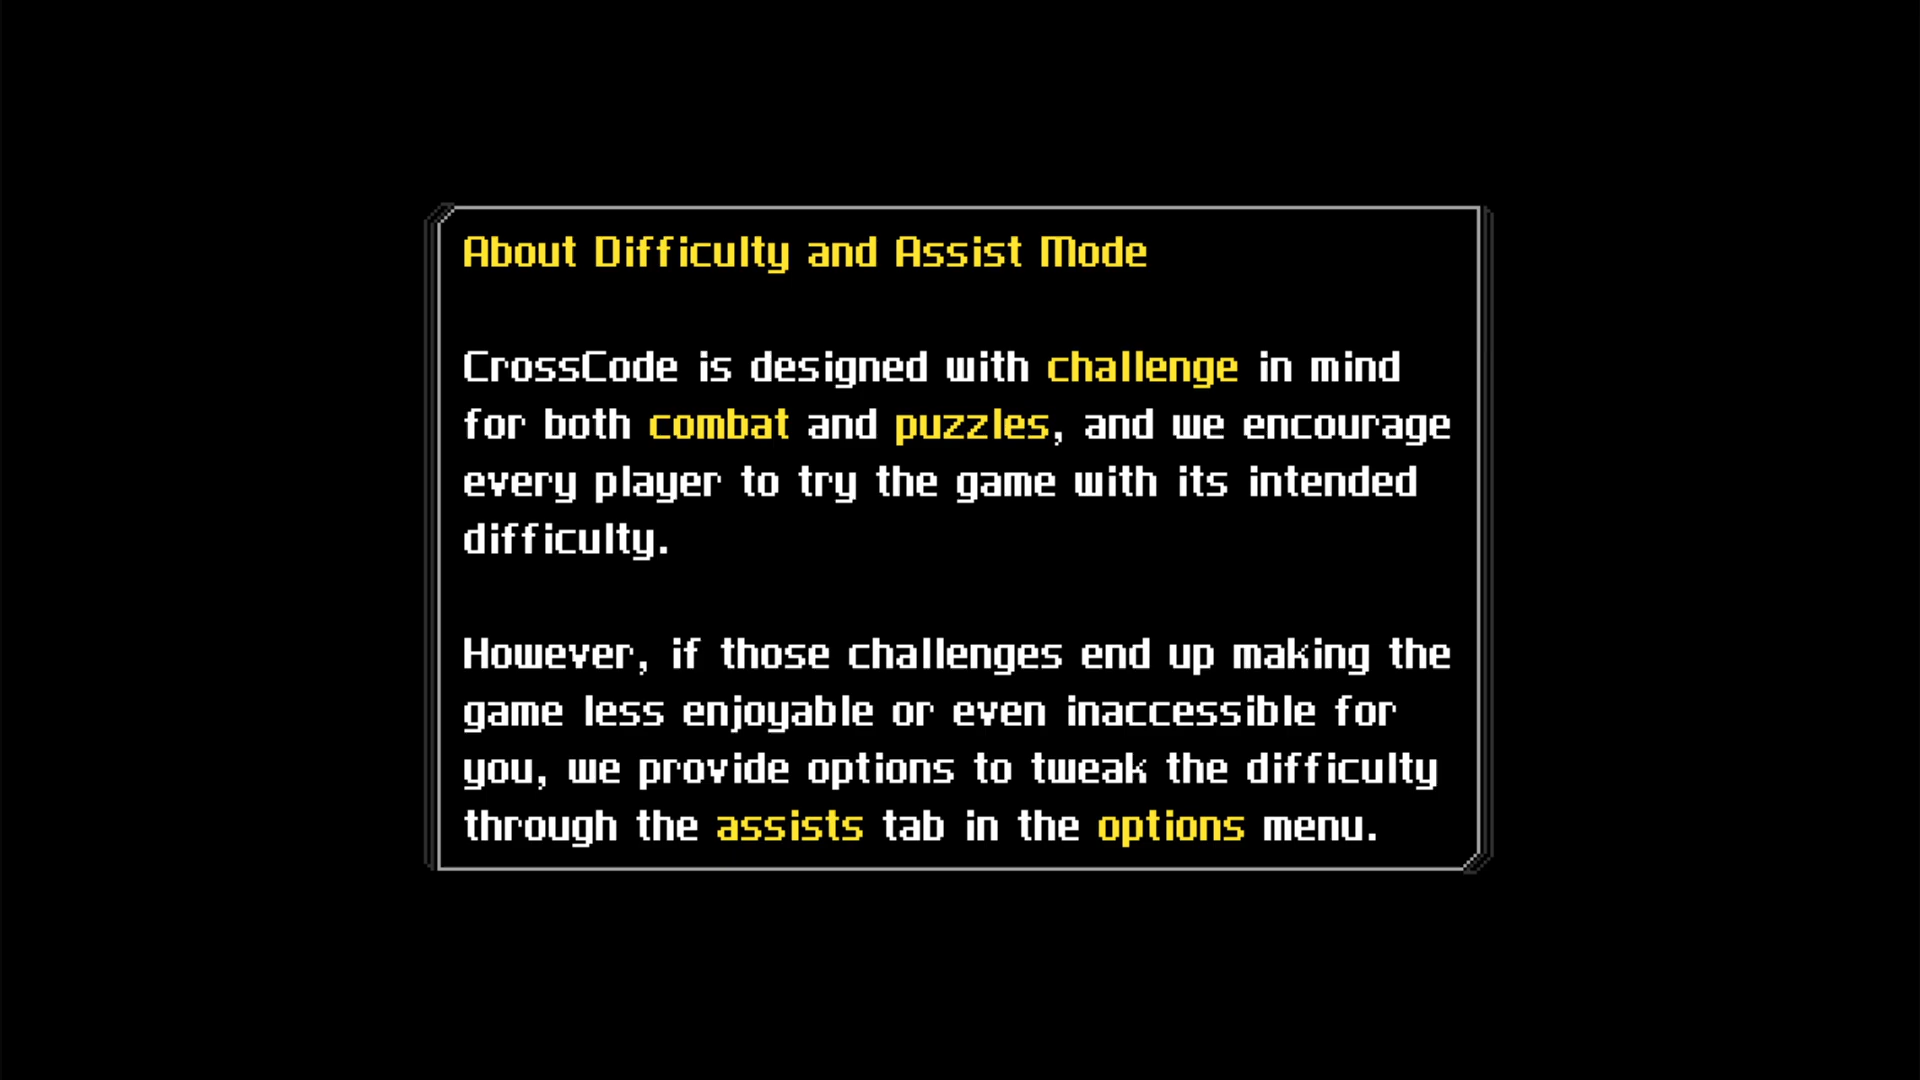 About Difficulty and Assist Mode
CrossCode is designed with challenge in mind
for both combat and puzzles, and we encourage
every player to try the game with its intended
difficulty.
However, if those challenges end up making the
game less enjoyable or even inaccessible for
you, we provide options to tweak the difficulty
through the assists tab in the options menu.